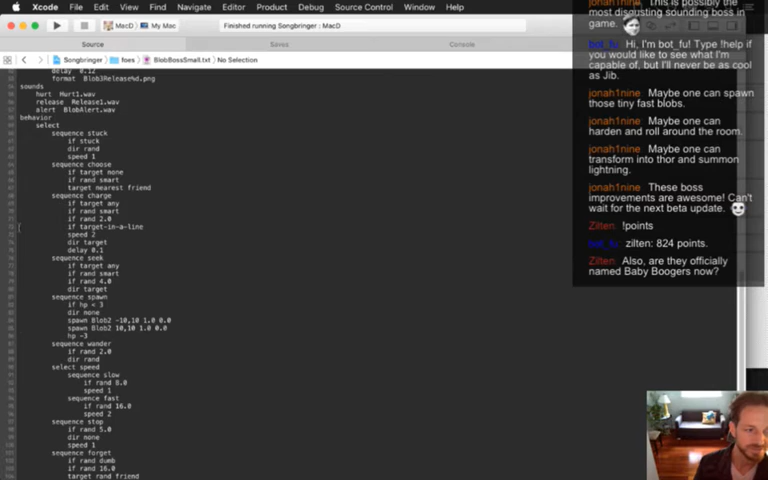 Xcode File Edit View Find Navigate Editor Product Debug Source Control Window Help
MacD My Mac
Finished running Songbringer : MacD
Source
Saves
Console
Songbringer foes BlobBossSmall.txt No Selection
delay 0.12
format Blob3Release%d.png
sounds
hurt Hurt1.wav
release Release1.wav
alert BlobAlert.wav
behavior
select
sequence stuck
if stuck
dir rand
speed 1
sequence choose
if target none
if rand smart
target nearest friend
sequence charge
if target any
if rand smart
if rand 2.0
if target-in-a-line
speed 2
dir target
delay 0.1
sequence seek
if target any
if rand smart
if rand 4.0
dir target
sequence spawn
if hp < 3
dir none
spawn Blob2 -10,10 1.0 0.0
spawn Blob2 10,10 1.0 0.0
hp -3
sequence wander
if rand 2.0
dir rand
select speed
sequence slow
if rand 8.0
speed 1
sequence fast
if rand 16.0
speed 2
sequence stop
if rand 5.0
dir none
speed 1
sequence forget
if rand dumb
if rand 16.0
target rand friend
jonah1nine This is possibly the
most disgusting sounding boss in
game.
bot_fu Hi, I'm bot_fu! Type !help if
you would like to see what I'm
capable of, but I'll never be as cool
as Jib.
jonah1nine Maybe one can spawn
those tiny fast blobs.
jonah1nine Maybe one can
harden and roll around the room.
jonah1nine Maybe one can
transform into thor and summon
lightning.
jonah1nine These boss
improvements are awesome! Can't
wait for the next beta update.
Zilten !points
bot_fu zilten: 824 points.
Zilten Also, are they officially
named Baby Boogers now?